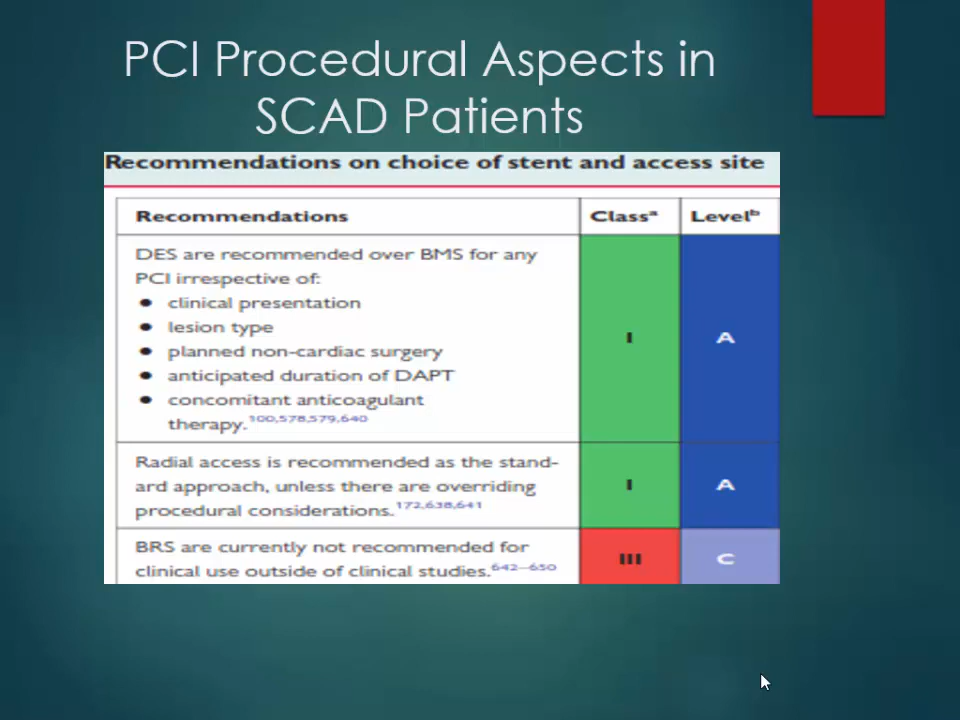 PCI Procedural Aspects in
SCAD Patients
Recommendations on choice of stent and access site
Recommendations Classᵃ Levelᵇ
DES are recommended over BMS for any
PCI irrespective of:
● clinical presentation
● lesion type
● planned non-cardiac surgery
● anticipated duration of DAPT
● concomitant anticoagulant
therapy.100,578,579,640
I A
Radial access is recommended as the stand-
ard approach, unless there are overriding
procedural considerations.172,638,641
I A
BRS are currently not recommended for
clinical use outside of clinical studies.642–650
III C